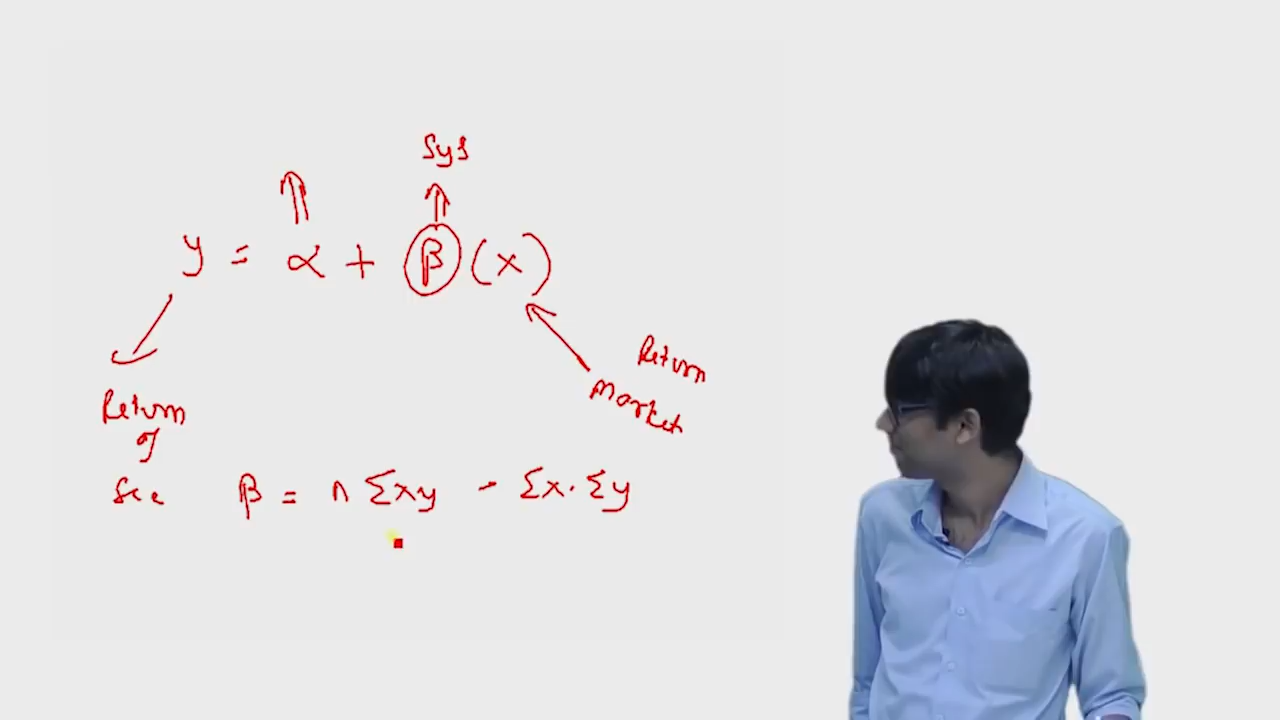 Sys
y = α + β (x)
Return
market
Return
of
Sec
β = n Σxy - Σx. Σy